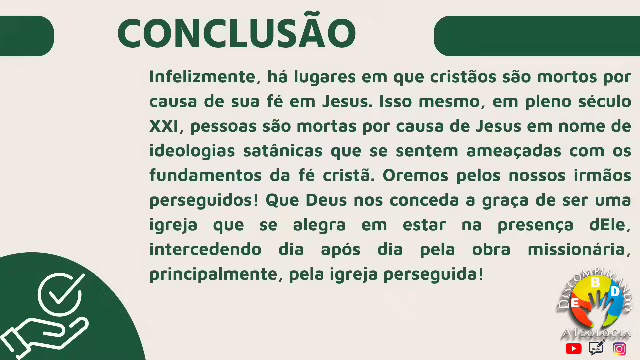 CONCLUSÃO
Infelizmente, há lugares em que cristãos são mortos por
causa de sua fé em Jesus. Isso mesmo, em pleno século
XXI, pessoas são mortas por causa de Jesus em nome de
ideologias satânicas que se sentem ameaçadas com os
fundamentos da fé cristã. Oremos pelos nossos irmãos
perseguidos! Que Deus nos conceda a graça de ser uma
igreja que se alegra em estar na presença dEle,
intercedendo dia após dia pela obra missionária,
principalmente, pela igreja perseguida!
DESCOMPLICANDO
EBD